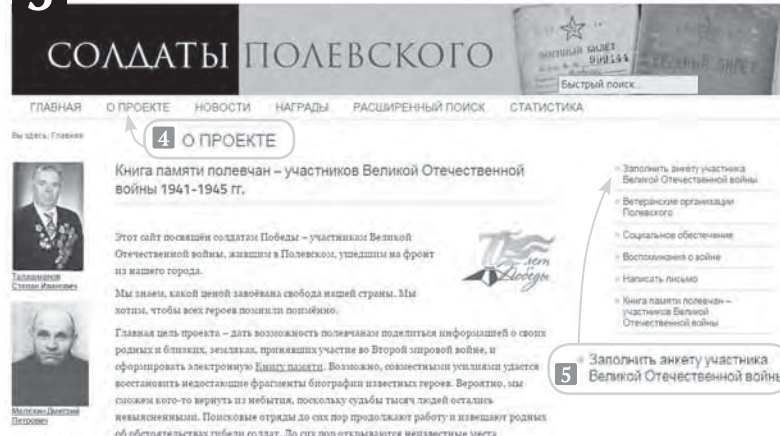 3
СОЛДАТЫ ПОЛЕВСКОГО
ВОЕННЫЙ БИЛЕТ
999144
ВОЕННЫЙ БИЛЕТ
Быстрый поиск...
ГЛАВНАЯ О ПРОЕКТЕ НОВОСТИ НАГРАДЫ РАСШИРЕННЫЙ ПОИСК СТАТИСТИКА
Вы здесь: Главная
4 О ПРОЕКТЕ
Книга памяти полевчан – участников Великой Отечественной
войны 1941-1945 гг.
Этот сайт посвящён солдатам Победы – участникам Великой
Отечественной войны, жившим в Полевском, ушедшим на фронт
из нашего города.
лет
Победы
Мы знаем, какой ценой завоёвана свобода нашей страны. Мы
хотим, чтобы всех героев помнили поимённо.
Главная цель проекта – дать возможность полевчанам поделиться информацией о своих
родных и близких, земляках, принявших участие во Второй мировой войне, и
сформировать электронную Книгу памяти. Возможно, совместными усилиями удастся
восстановить недостающие фрагменты биографии известных героев. Вероятно, мы
сможем кого-то вернуть из небытия, поскольку судьбы тысяч людей остались
невыясненными. Поисковые отряды до сих пор продолжают работу и извещают родных
об обстоятельствах гибели солдат. До сих пор открываются неизвестные места
Талашманов
Степан Иванович
Дмитрий
Петрович
Заполнить анкету участника
Великой Отечественной войны
Ветеранские организации
Полевского
Социальное обеспечение
Воспоминания о войне
Написать письмо
Книга памяти полевчан –
участников Великой
Отечественной войны
5 Заполнить анкету участника
Великой Отечественной войны